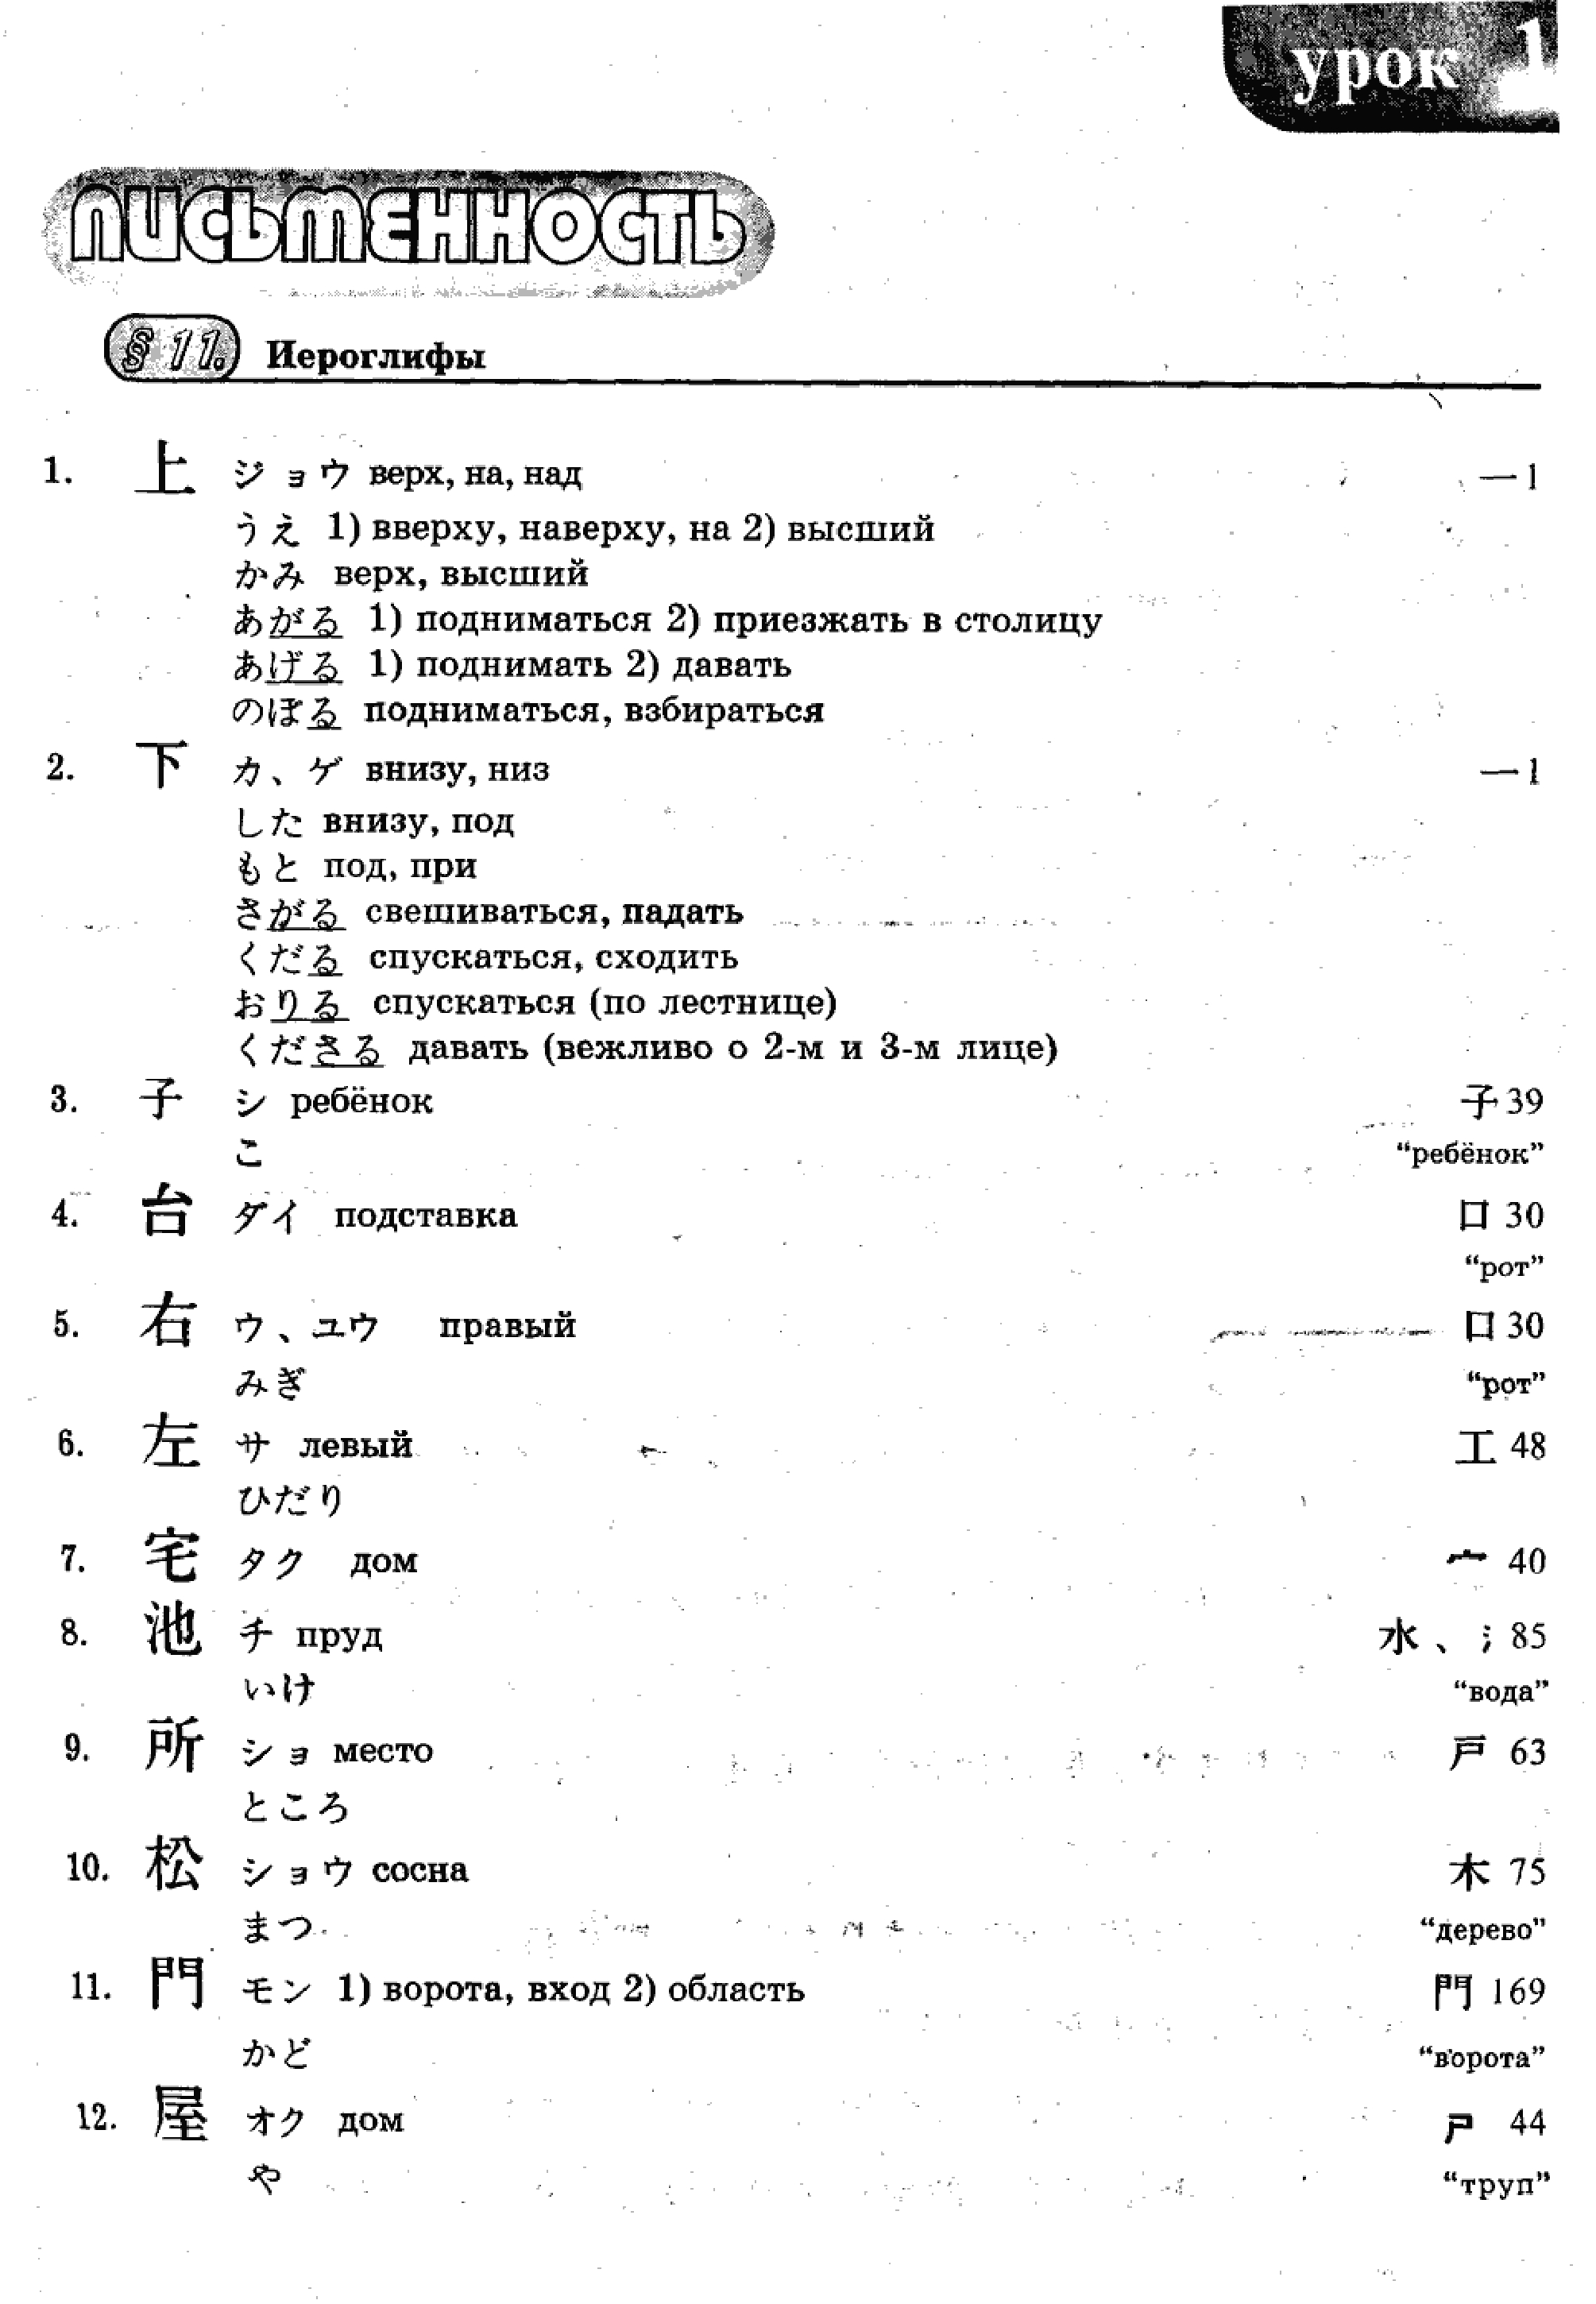 урок 1
ПИСЬМЕННОСТЬ
§ 11. Иероглифы
1. 上 ジョウ верх, на, над 一 1
うえ 1) вверху, наверху, на 2) высший
かみ верх, высший
あがる 1) подниматься 2) приезжать в столицу
あげる 1) поднимать 2) давать
のぼる подниматься, взбираться
2. 下 カ、ゲ внизу, низ 一 1
した внизу, под
もと под, при
さがる свешиваться, падать
くだる спускаться, сходить
おりる спускаться (по лестнице)
くださる давать (вежливо о 2-м и 3-м лице)
3. 子 シ ребёнок 子 39
こ “ребёнок”
4. 台 ダイ подставка 口 30
“рот”
5. 右 ウ、ユウ правый 口 30
みぎ “рот”
6. 左 サ левый 工 48
ひだり
7. 宅 タク дом 宀 40
8. 池 チ пруд 水、氵 85
いけ “вода”
9. 所 ショ место 戸 63
ところ
10. 松 ショウ сосна 木 75
まつ “дерево”
11. 門 モン 1) ворота, вход 2) область 門 169
かど “ворота”
12. 屋 オク дом 尸 44
や “труп”